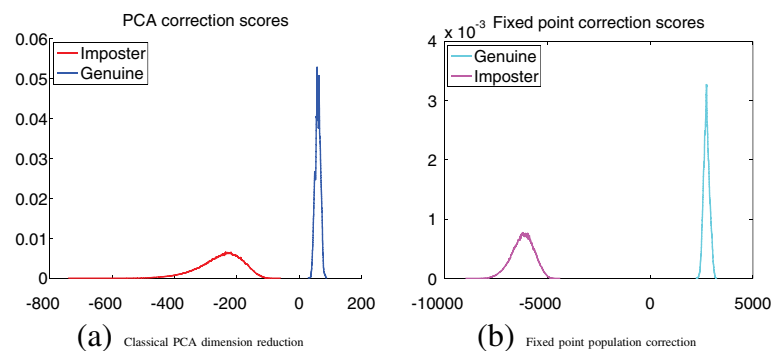 PCA correction scores
0.06
0.05
0.04
0.03
0.02
0.01
0
Imposter
Genuine
-800 -600 -400 -200 0 200
(a) Classical PCA dimension reduction
x 10⁻³ Fixed point correction scores
4
3
2
1
0
Genuine
Imposter
-10000 -5000 0 5000
(b) Fixed point population correction